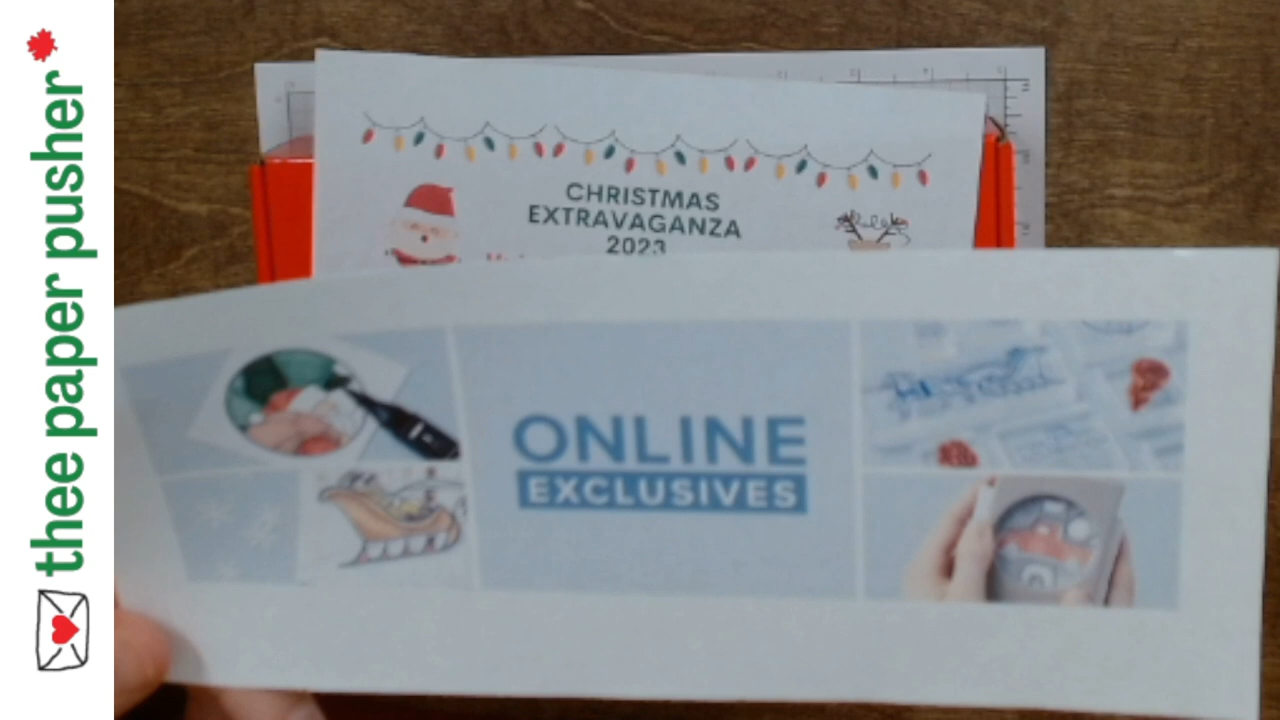 thee paper pusher
CHRISTMAS
EXTRAVAGANZA
2023
ONLINE
EXCLUSIVES